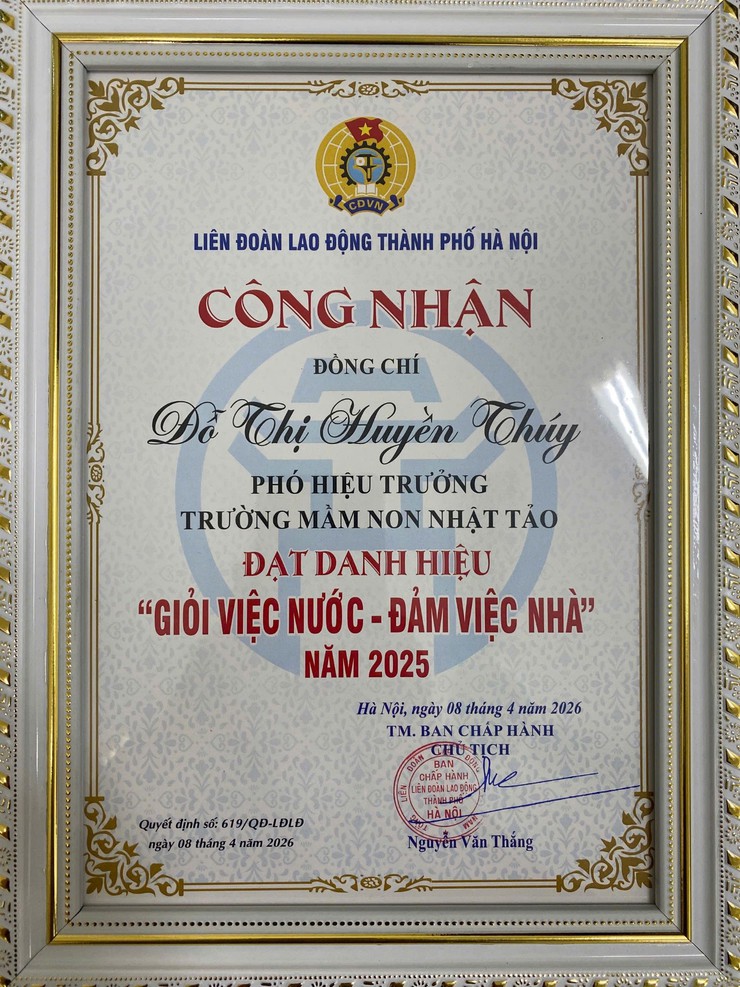 CĐVN
LIÊN ĐOÀN LAO ĐỘNG THÀNH PHỐ HÀ NỘI
CÔNG NHẬN
ĐỒNG CHÍ
Đỗ Thị Huyền Thúy
PHÓ HIỆU TRƯỞNG
TRƯỜNG MẦM NON NHẬT TẢO
ĐẠT DANH HIỆU
“GIỎI VIỆC NƯỚC - ĐẢM VIỆC NHÀ”
NĂM 2025
Hà Nội, ngày 08 tháng 4 năm 2026
TM. BAN CHẤP HÀNH
CHỦ TỊCH
BAN
CHẤP HÀNH
LIÊN ĐOÀN LAO ĐỘNG
THÀNH PHỐ
HÀ NỘI
Nguyễn Văn Thắng
Quyết định số: 619/QĐ-LĐLĐ
ngày 08 tháng 4 năm 2026